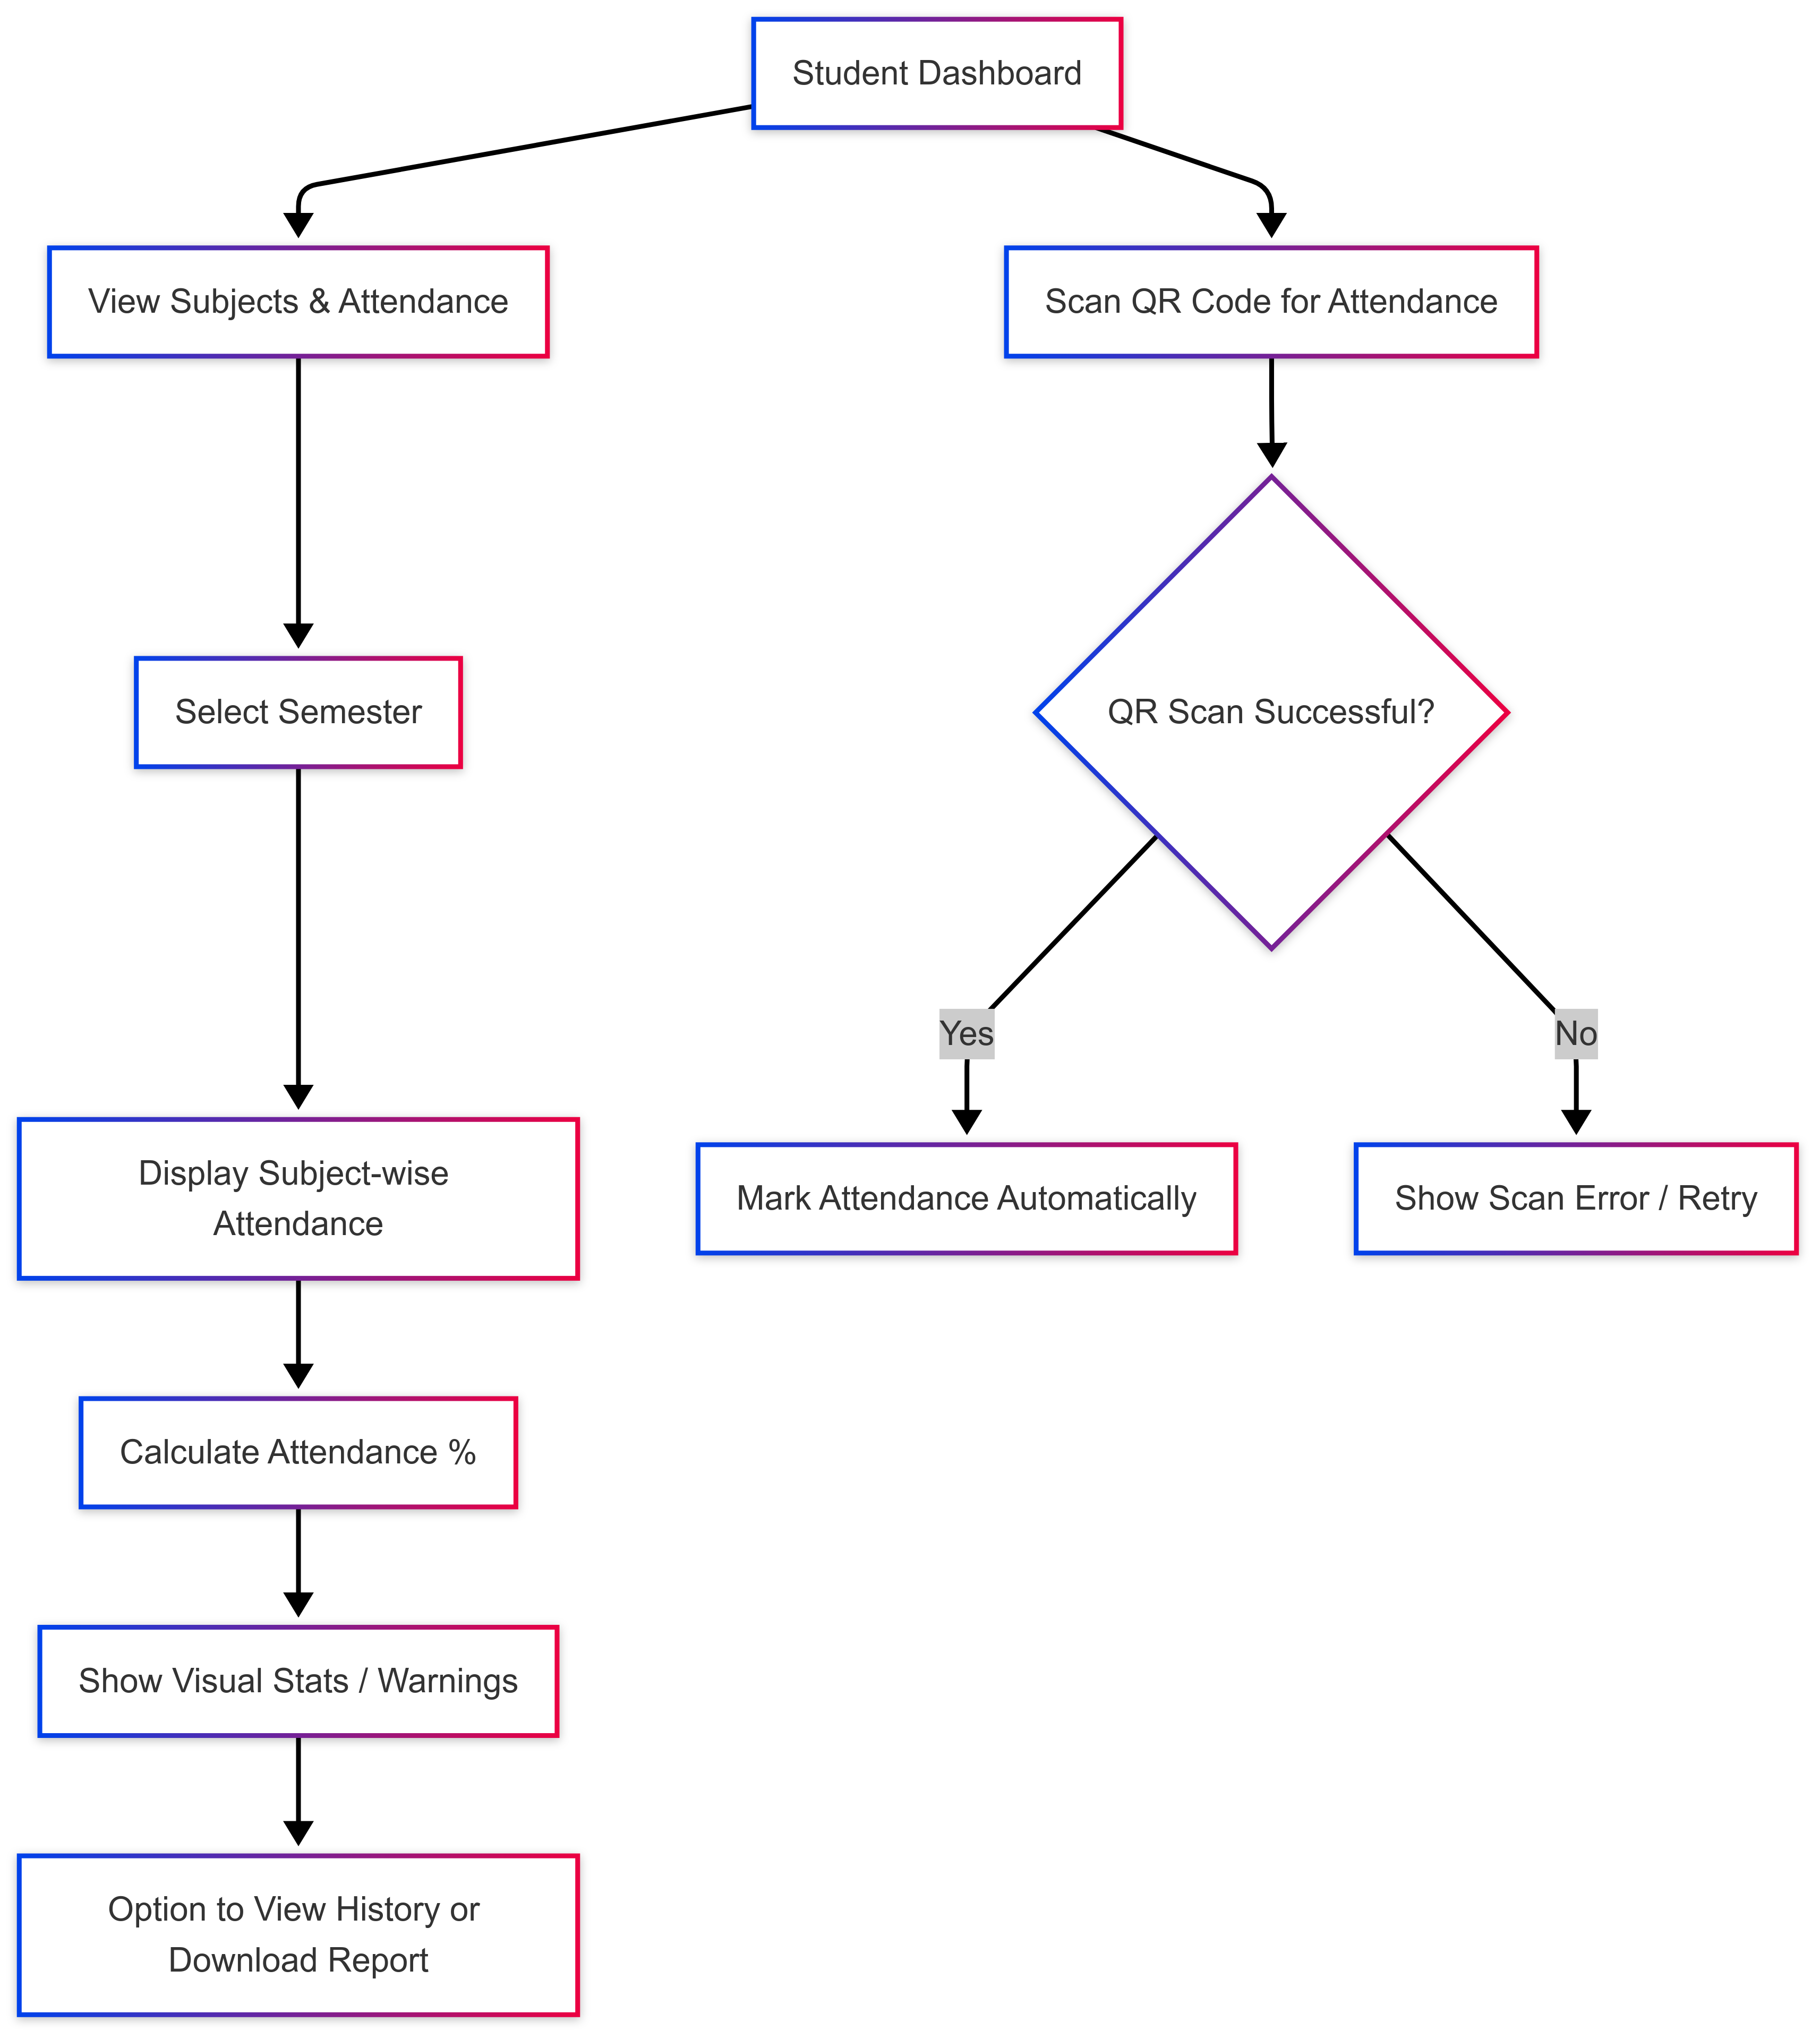 Student Dashboard
View Subjects & Attendance
Scan QR Code for Attendance
Select Semester
QR Scan Successful?
Yes
No
Display Subject-wise
Attendance
Mark Attendance Automatically
Show Scan Error / Retry
Calculate Attendance %
Show Visual Stats / Warnings
Option to View History or
Download Report